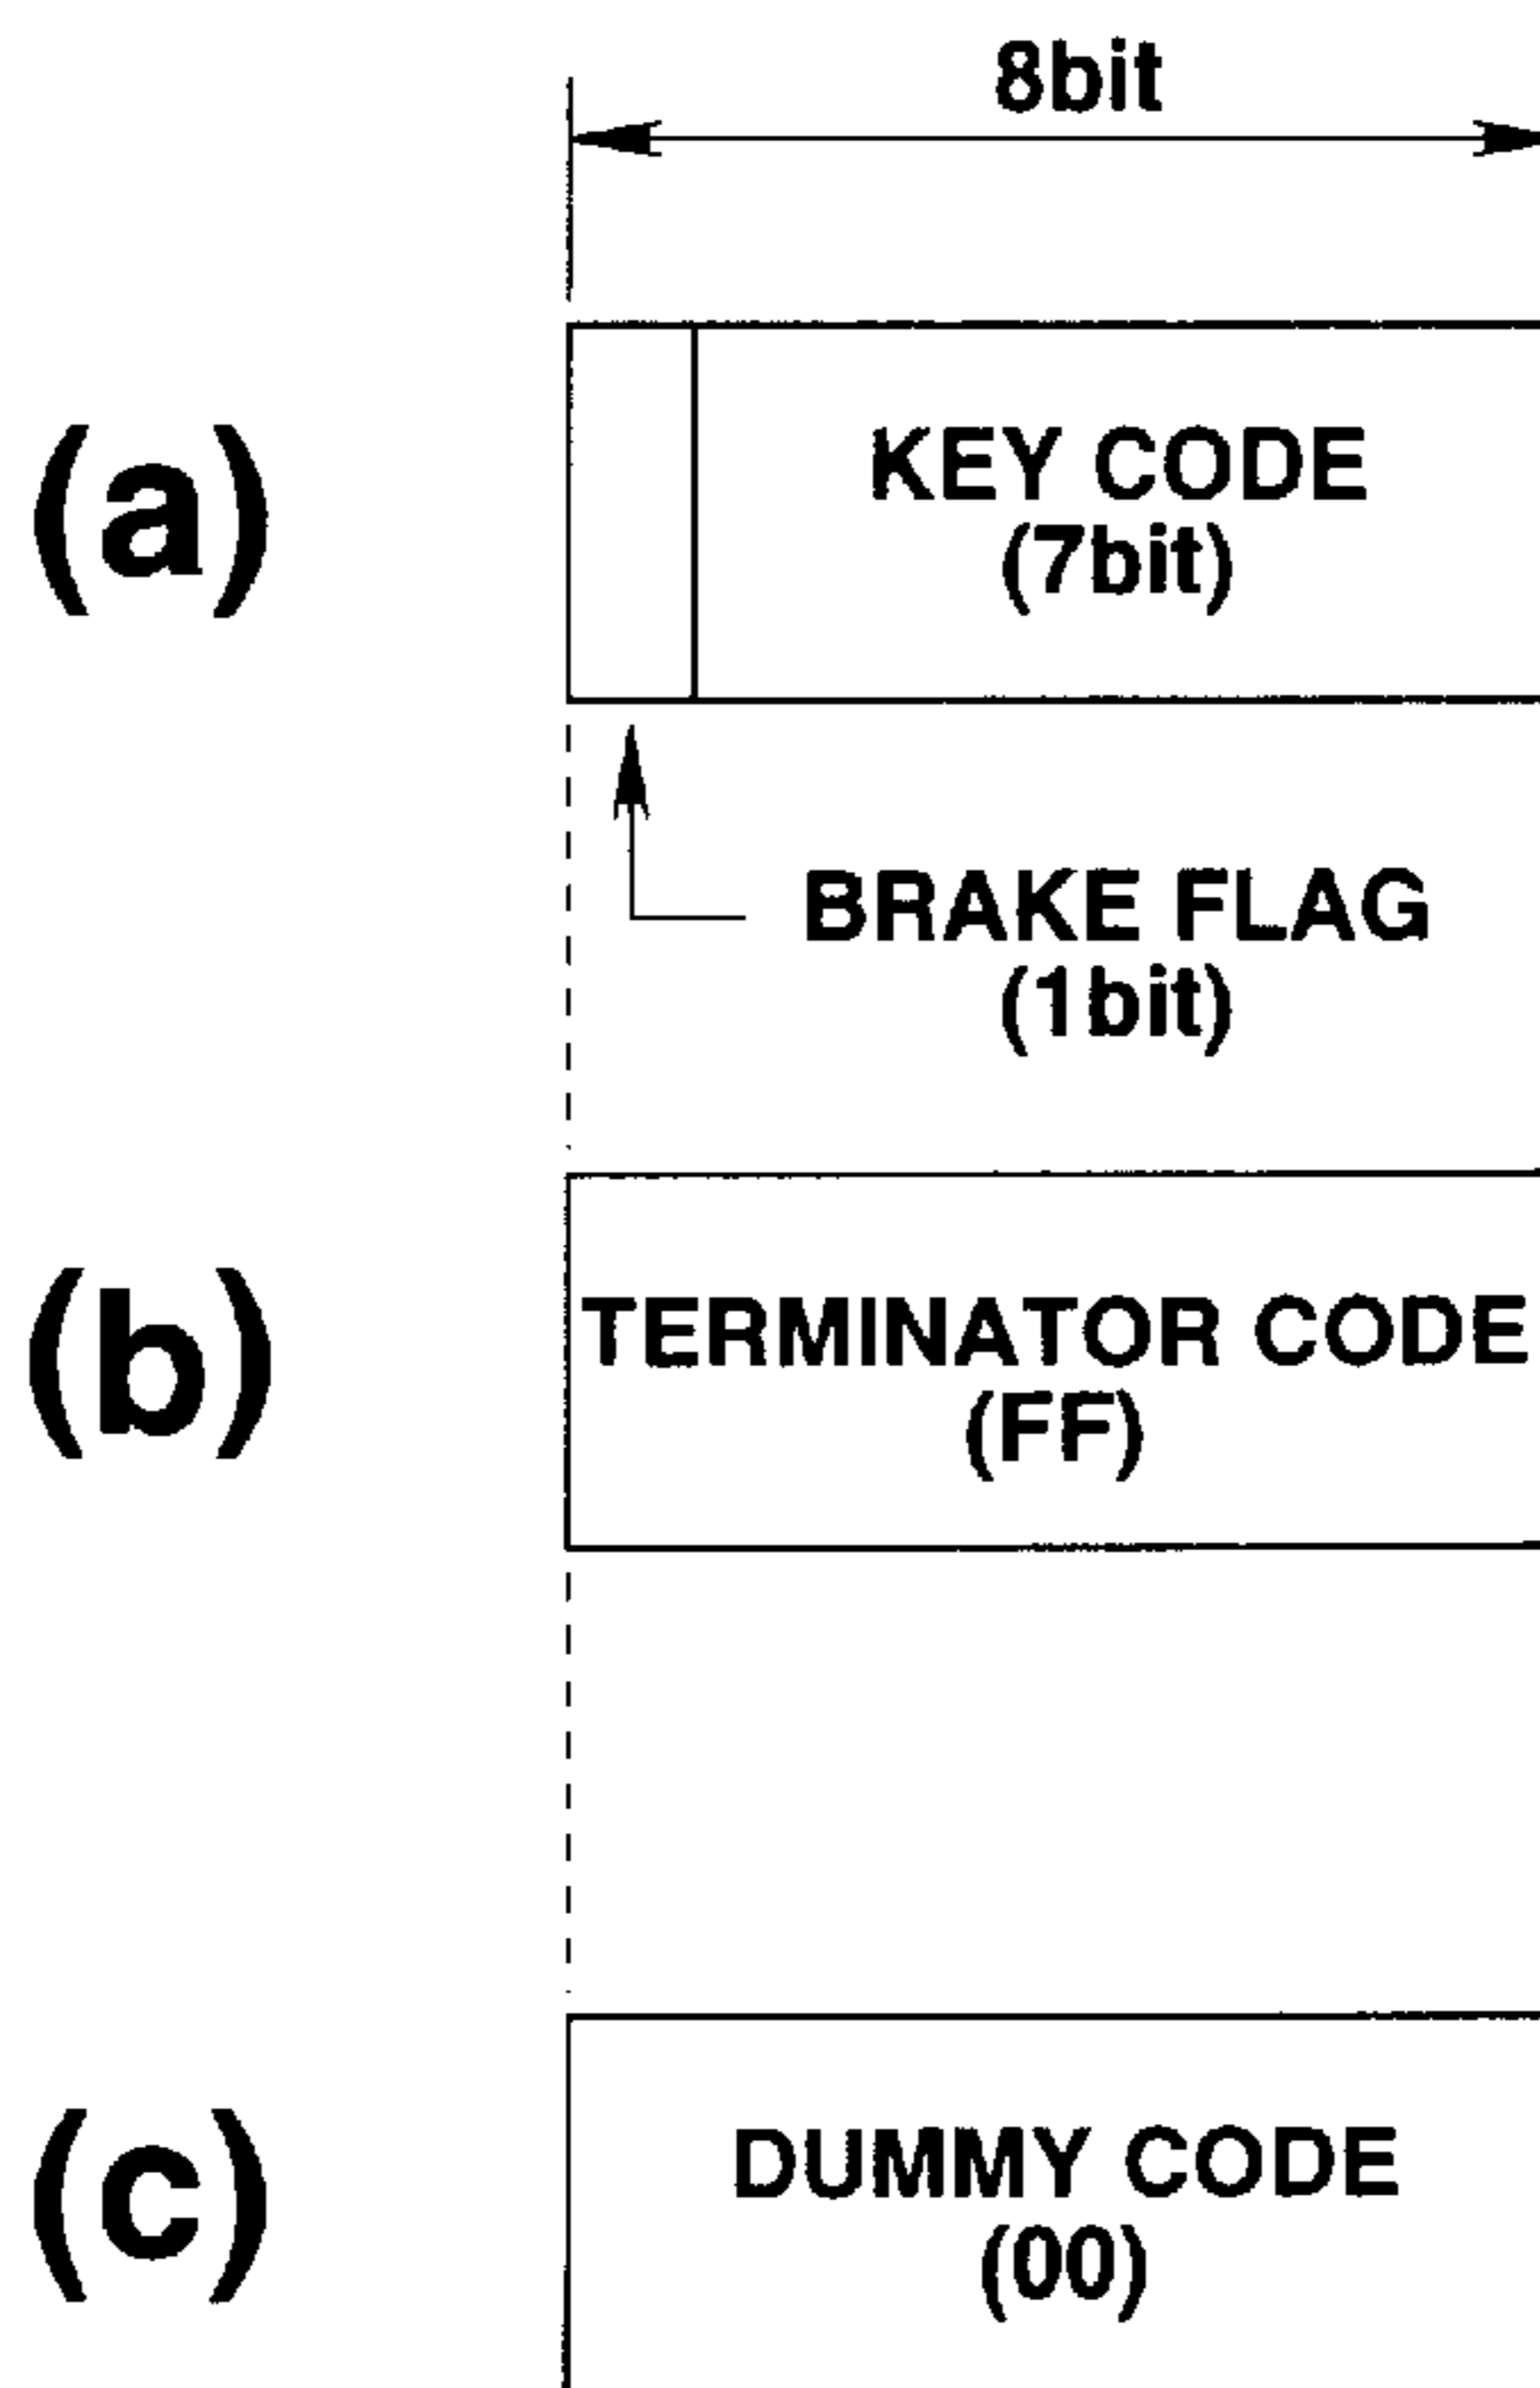 8bit
(a)
KEY CODE
(7bit)
BRAKE FLAG
(1bit)
(b)
TERMINATOR CODE
(FF)
(c)
DUMMY CODE
(00)